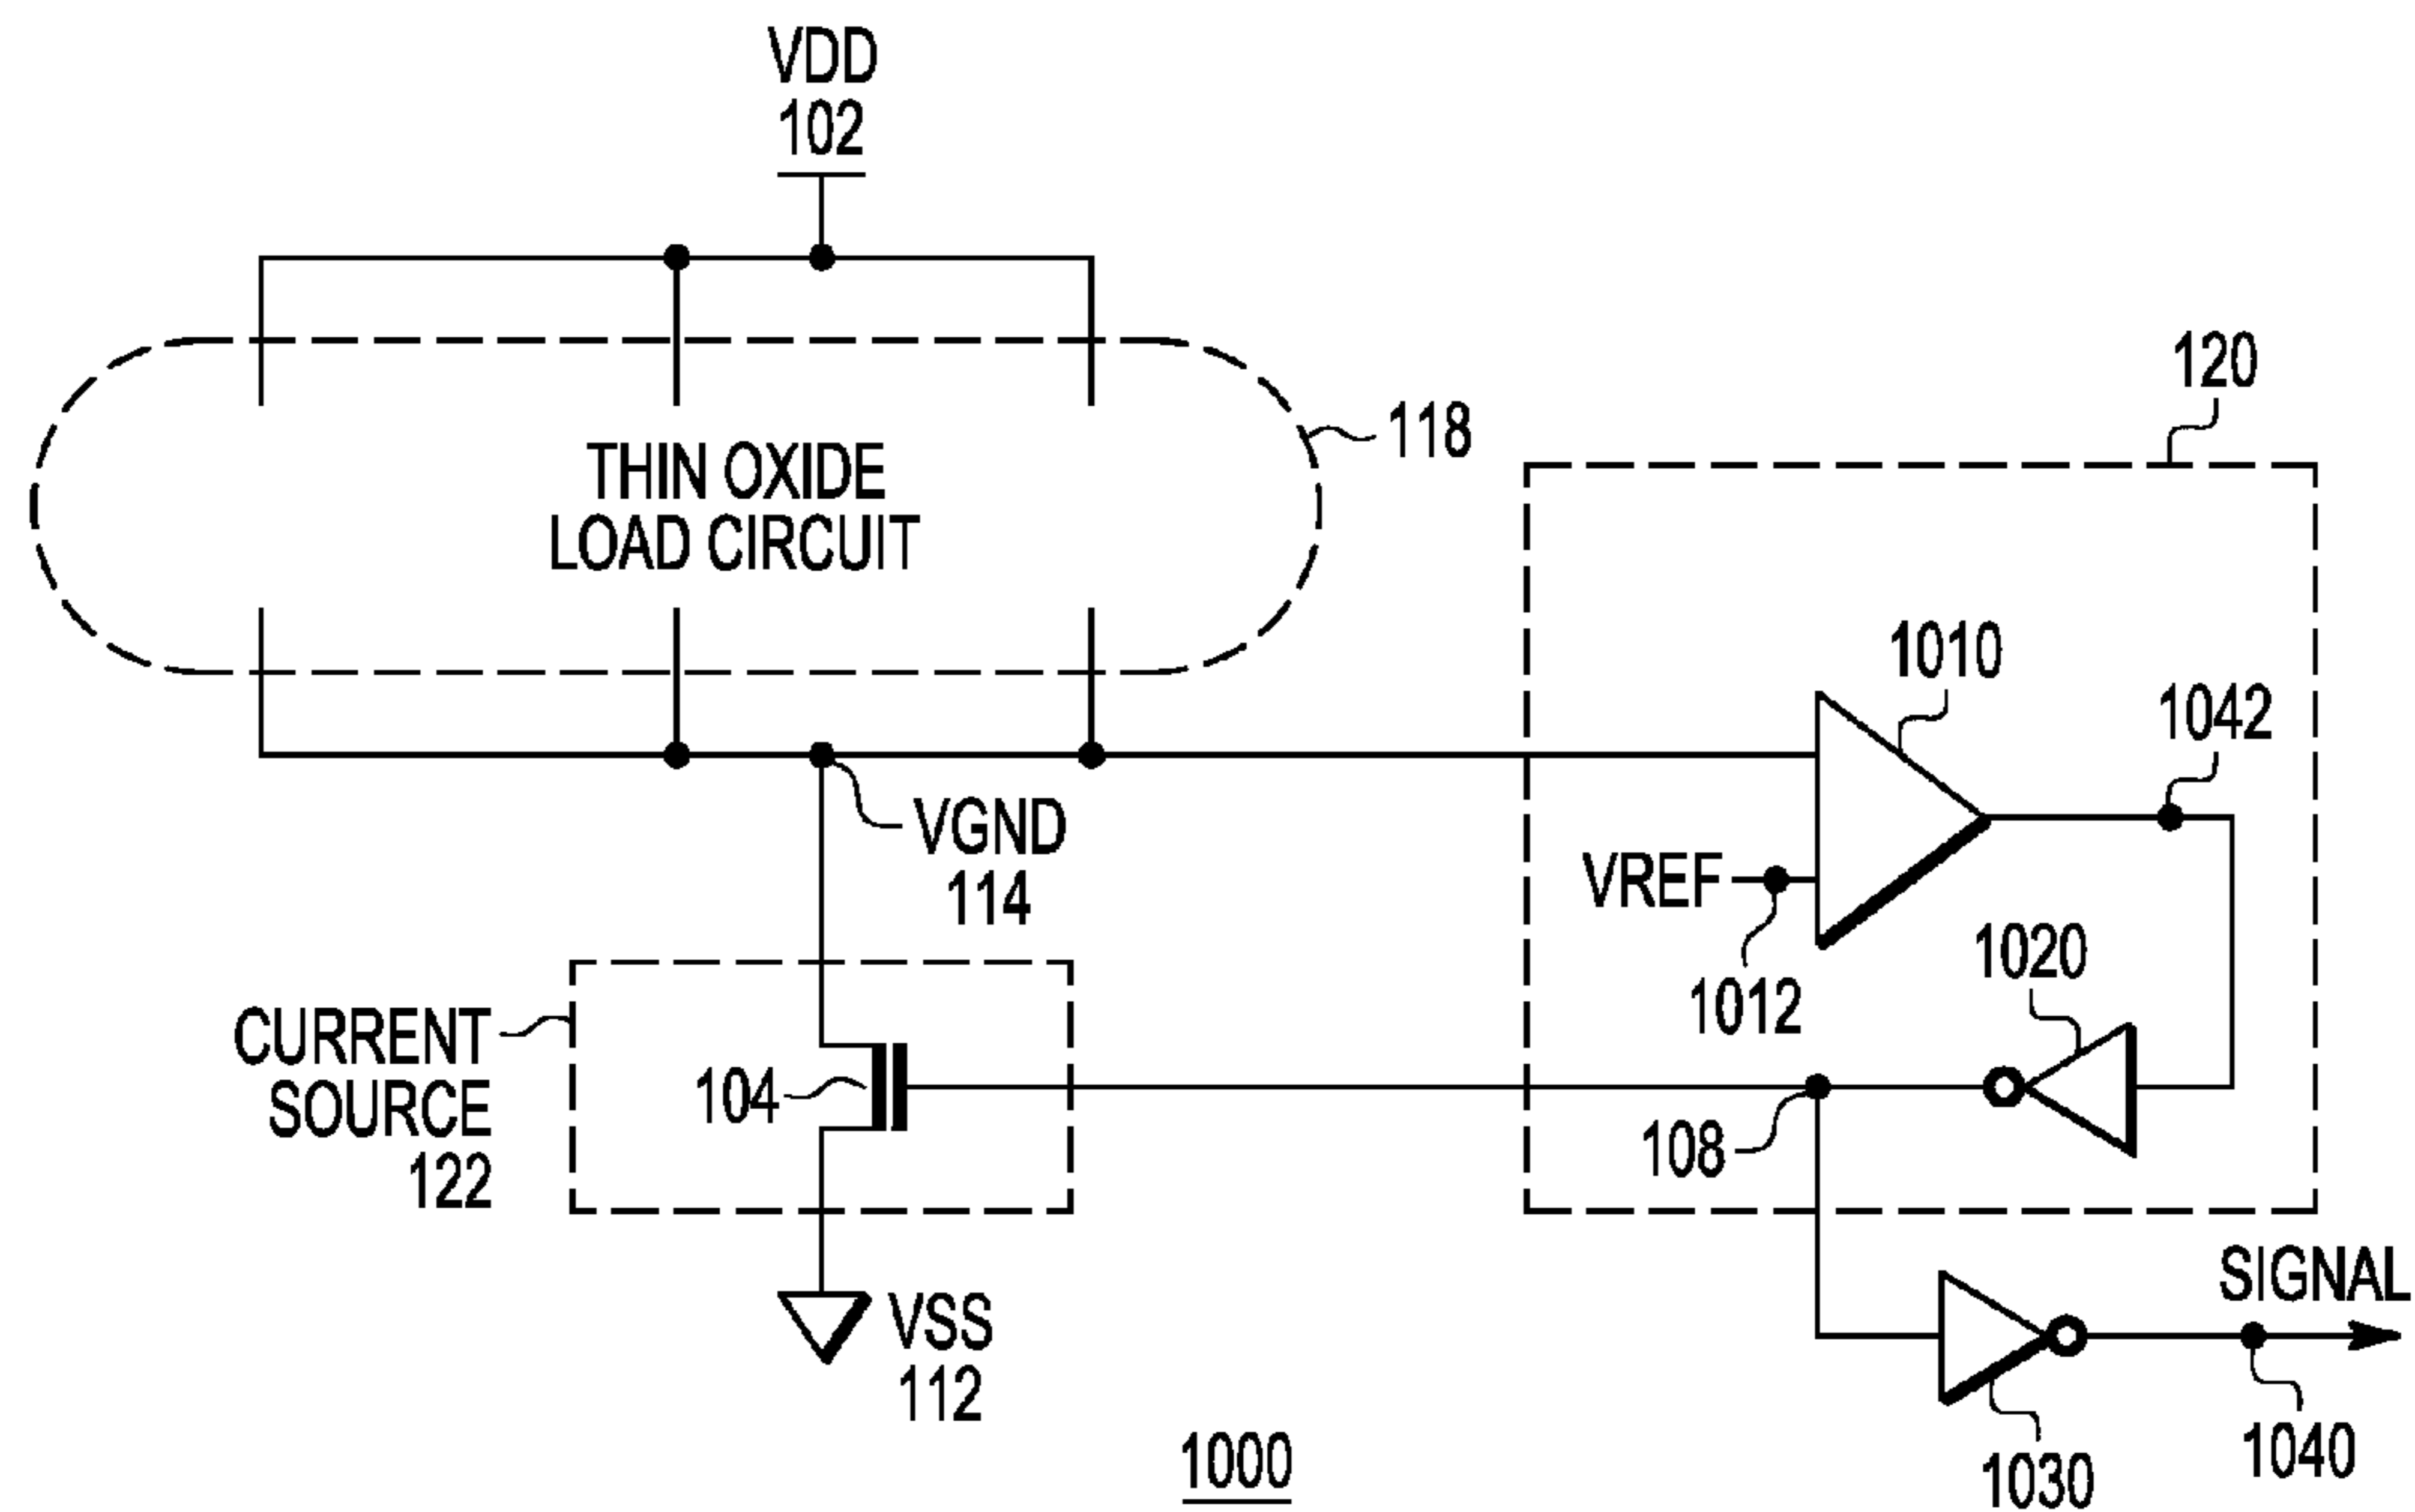 VDD
102
THIN OXIDE
LOAD CIRCUIT
118
120
1010
1042
VGND
114
VREF
1012
1020
CURRENT
SOURCE
122
104
108
VSS
112
SIGNAL
1030
1040
1000